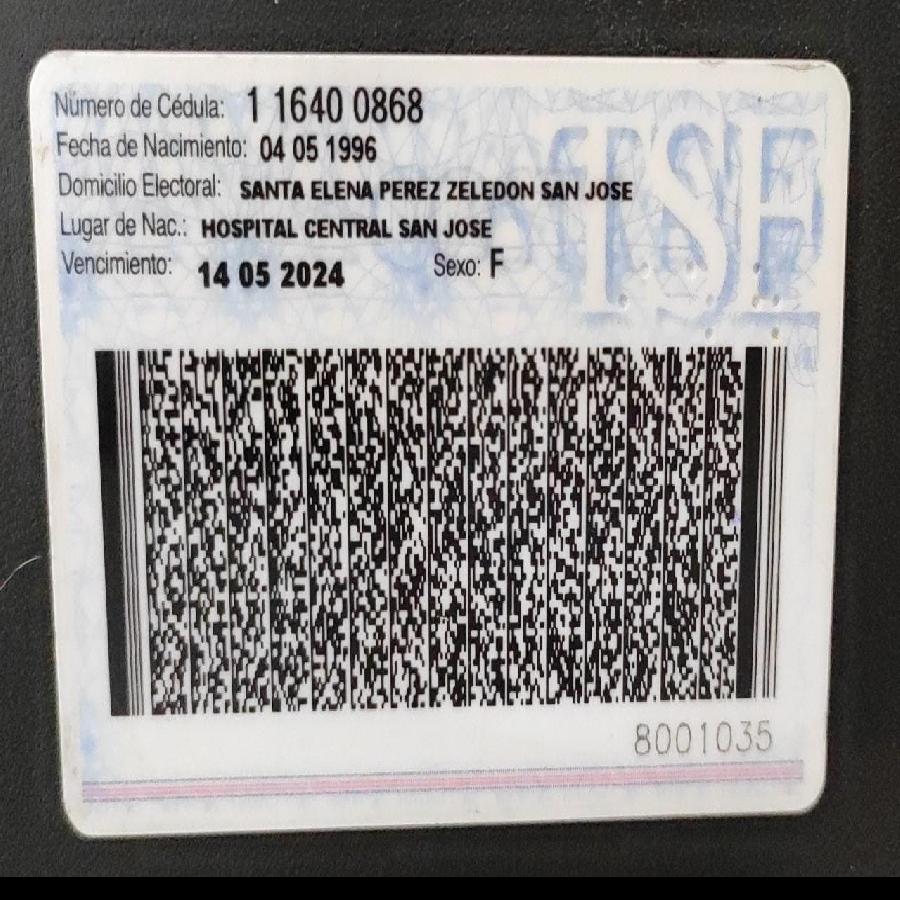 Número de Cédula: 1 1640 0868
Fecha de Nacimiento: 04 05 1996
Domicilio Electoral: SANTA ELENA PEREZ ZELEDON SAN JOSE
Lugar de Nac.: HOSPITAL CENTRAL SAN JOSE
Vencimiento: 14 05 2024 Sexo: F
TSE
8001035